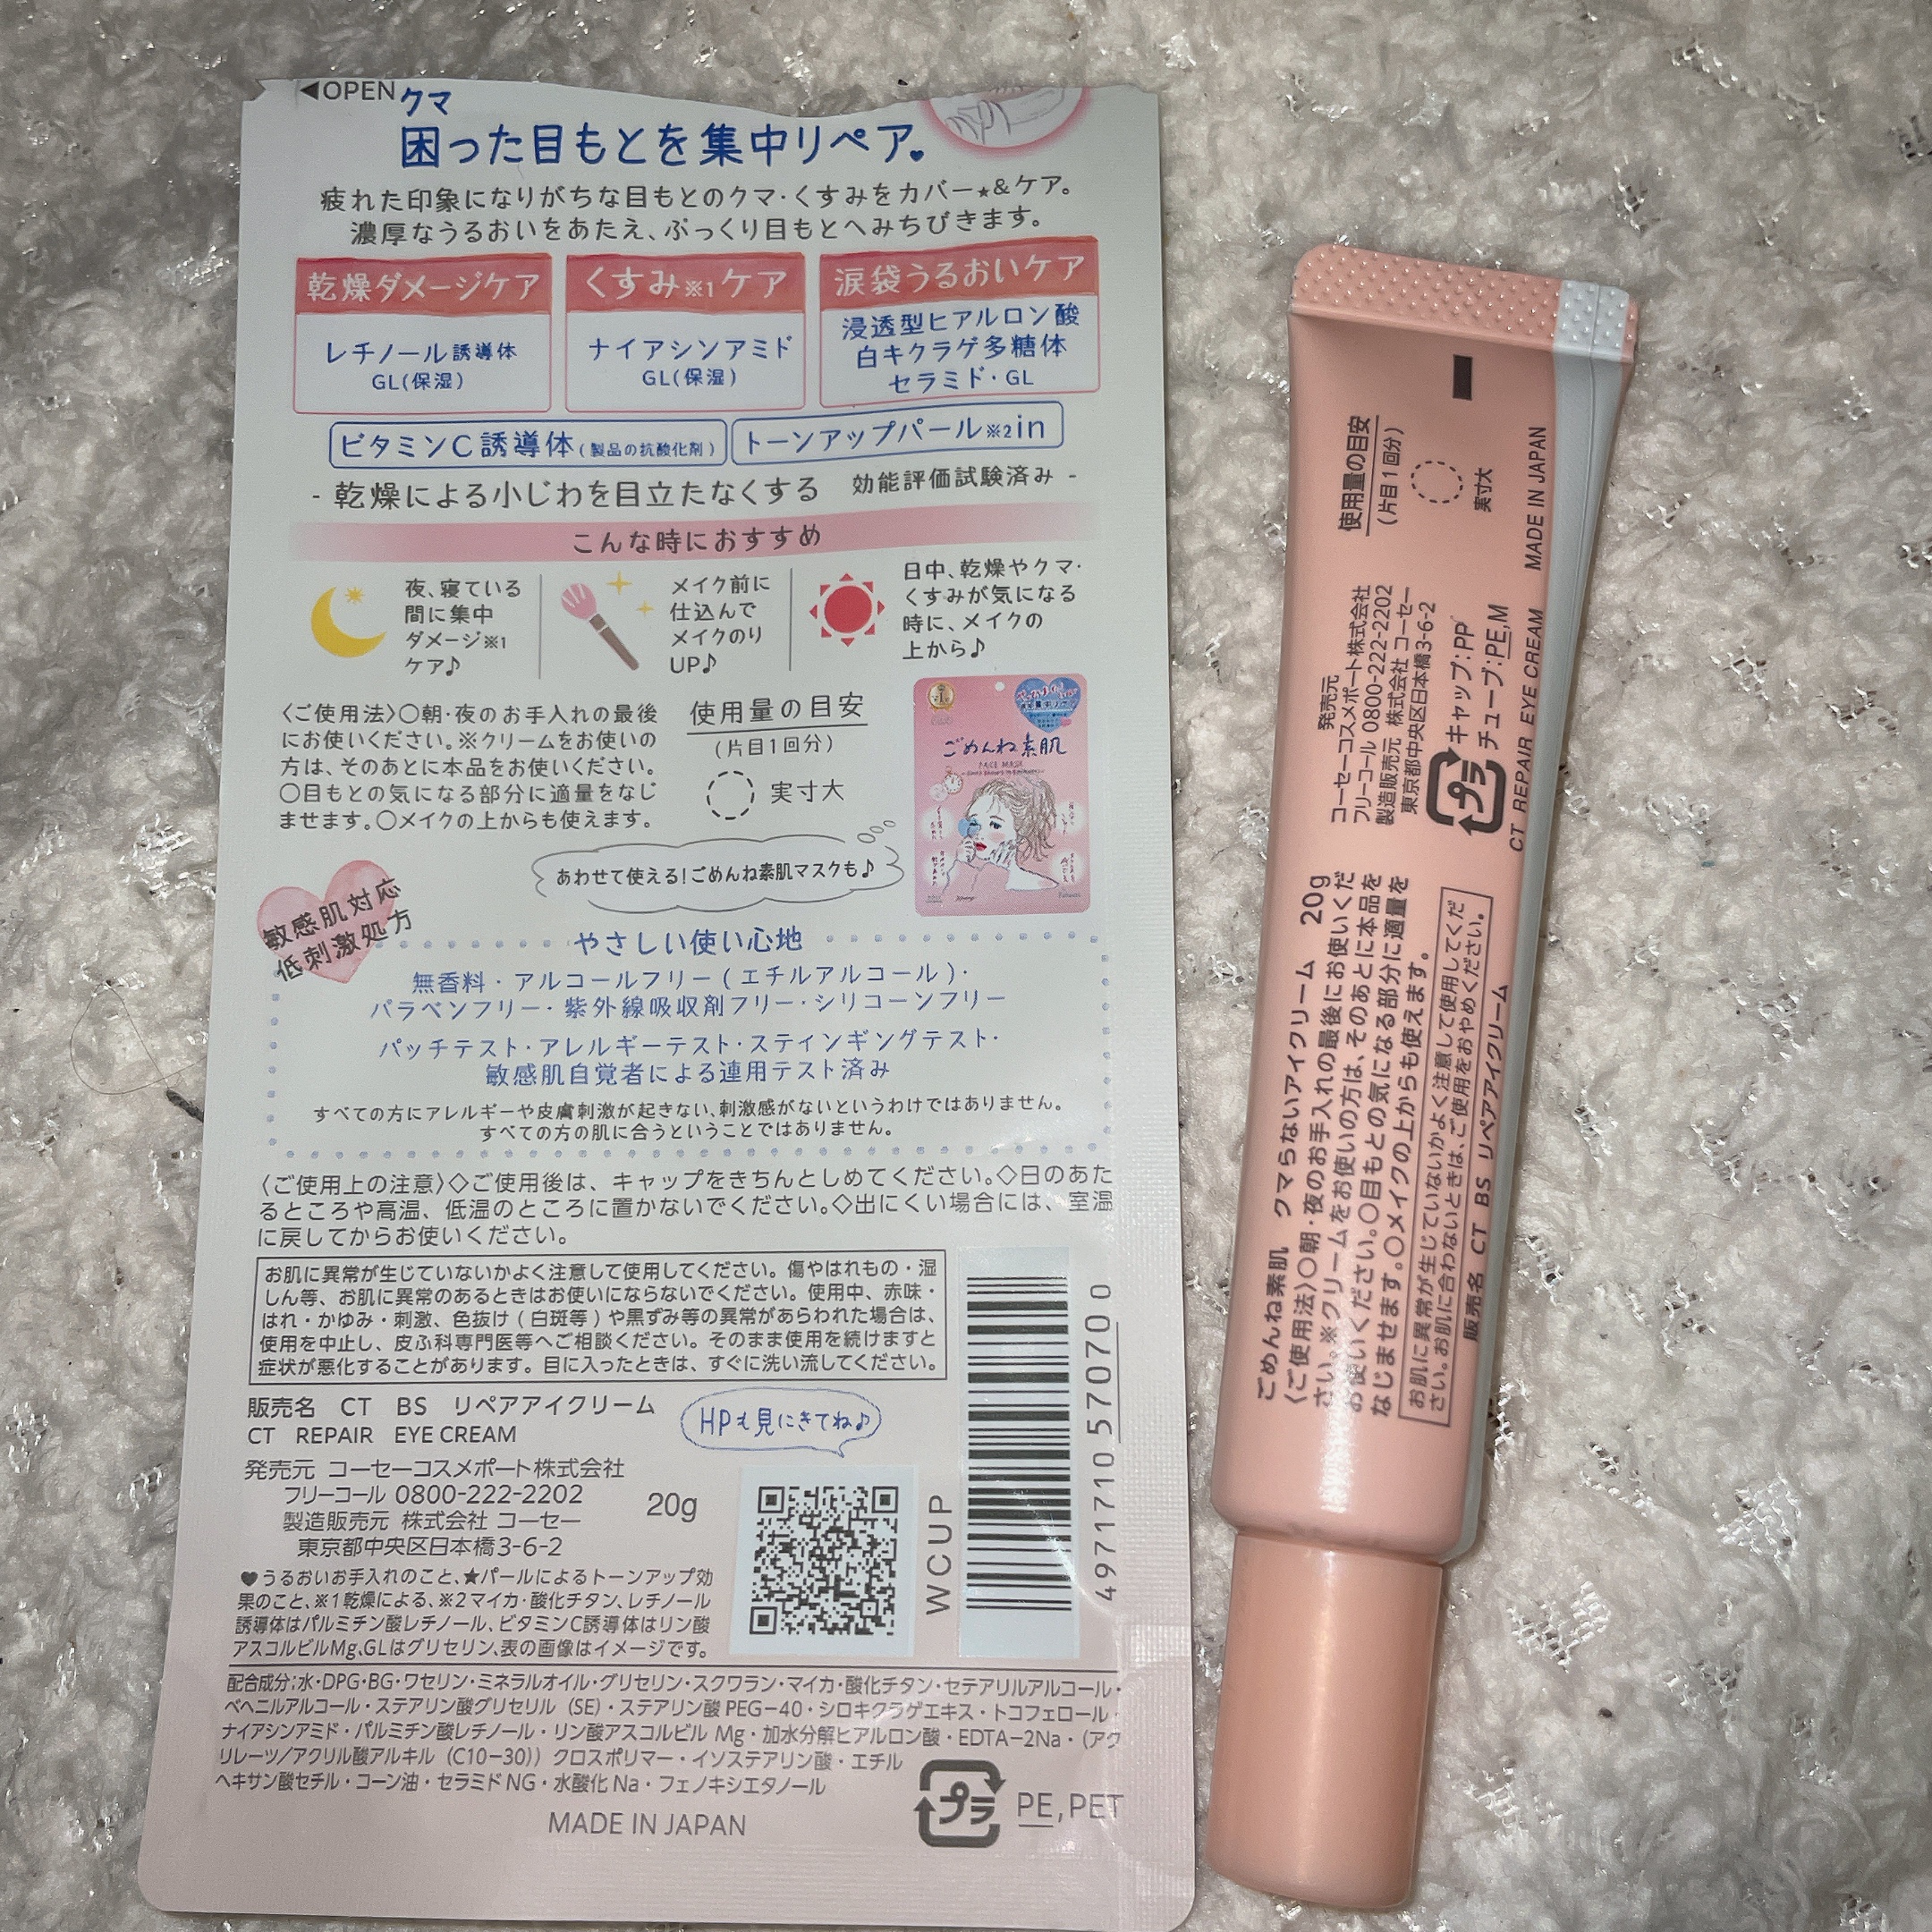 ◀OPEN
クマ
困った目もとを集中リペア。♥
疲れた印象になりがちな目もとのクマ・くすみをカバー★&ケア。
濃厚なうるおいをあたえ、ぷっくり目もとへみちびきます。
乾燥ダメージケア
レチノール誘導体
GL(保湿)
くすみ※1ケア
ナイアシンアミド
GL(保湿)
涙袋うるおいケア
浸透型ヒアルロン酸
白キクラゲ多糖体
セラミド・GL
ビタミンC誘導体(製品の抗酸化剤)
トーンアップパール※2in
- 乾燥による小じわを目立たなくする 効能評価試験済み -
こんな時におすすめ
夜、寝ている
間に集中
ダメージ※1
ケア♪
メイク前に
仕込んで
メイクのり
UP♪
日中、乾燥やクマ・
くすみが気になる
時に、メイクの
上から♪
〈ご使用法〉○朝・夜のお手入れの最後
にお使いください。※クリームをお使いの
方は、そのあとに本品をお使いください。
○目もとの気になる部分に適量をなじ
ませます。○メイクの上からも使えます。
使用量の目安
(片目1回分)
実寸大
ごめんね素肌
FACE MASK
あわせて使える!ごめんね素肌マスクも♪
敏感肌対応
低刺激処方
やさしい使い心地
無香料・アルコールフリー(エチルアルコール)・
パラベンフリー・紫外線吸収剤フリー・シリコーンフリー
パッチテスト・アレルギーテスト・スティンギングテスト・
敏感肌自覚者による連用テスト済み
すべての方にアレルギーや皮膚刺激が起きない、刺激感がないというわけではありません。
すべての方の肌に合うということではありません。
〈ご使用上の注意〉◇ご使用後は、キャップをきちんとしめてください。◇日のあた
るところや高温、低温のところに置かないでください。◇出にくい場合には、室温
に戻してからお使いください。
お肌に異常が生じていないかよく注意して使用してください。傷やはれもの・湿
しん等、お肌に異常のあるときはお使いにならないでください。使用中、赤味・
はれ・かゆみ・刺激、色抜け(白斑等)や黒ずみ等の異常があらわれた場合は、
使用を中止し、皮ふ科専門医等へご相談ください。そのまま使用を続けますと
症状が悪化することがあります。目に入ったときは、すぐに洗い流してください。
販売名 CT BS リペアアイクリーム
CT REPAIR EYE CREAM
HPも見にきてね♪
発売元 コーセーコスメポート株式会社
フリーコール 0800-222-2202
製造販売元 株式会社 コーセー
東京都中央区日本橋3-6-2
20g
WCUP
4971710570700
♥うるおいお手入れのこと、★パールによるトーンアップ効
果のこと、※1乾燥による、※2マイカ・酸化チタン、レチノール
誘導体はパルミチン酸レチノール、ビタミンC誘導体はリン酸
アスコルビルMg、GLはグリセリン、表の画像はイメージです。
配合成分:水・DPG・BG・ワセリン・ミネラルオイル・グリセリン・スクワラン・マイカ・酸化チタン・セテアリルアルコール・
ベヘニルアルコール・ステアリン酸グリセリル(SE)・ステアリン酸PEG-40・シロキクラゲエキス・トコフェロール・
ナイアシンアミド・パルミチン酸レチノール・リン酸アスコルビル Mg・加水分解ヒアルロン酸・EDTA-2Na・(アク
リレーツ/アクリル酸アルキル(C10-30))クロスポリマー・イソステアリン酸・エチル
ヘキサン酸セチル・コーン油・セラミドNG・水酸化Na・フェノキシエタノール
MADE IN JAPAN
プラ
PE,PET
ごめんね素肌 クマらないアイクリーム 20g
〈ご使用法〉○朝・夜のお手入れの最後にお使いくだ
さい。※クリームをお使いの方は、そのあとに本品を
お使いください。○目もとの気になる部分に適量を
なじませます。○メイクの上からも使えます。
お肌に異常が生じていないかよく注意して使用してくだ
さい。お肌に合わないときは、ご使用をおやめください。
販売名 CT BS リペアアイクリーム
発売元
コーセーコスメポート株式会社
フリーコール 0800-222-2202
製造販売元 株式会社 コーセー
東京都中央区日本橋3-6-2
プラ
キャップ:PP
チューブ:PE,M
CT REPAIR EYE CREAM
使用量の目安
(片目1回分)
実寸大
MADE IN JAPAN